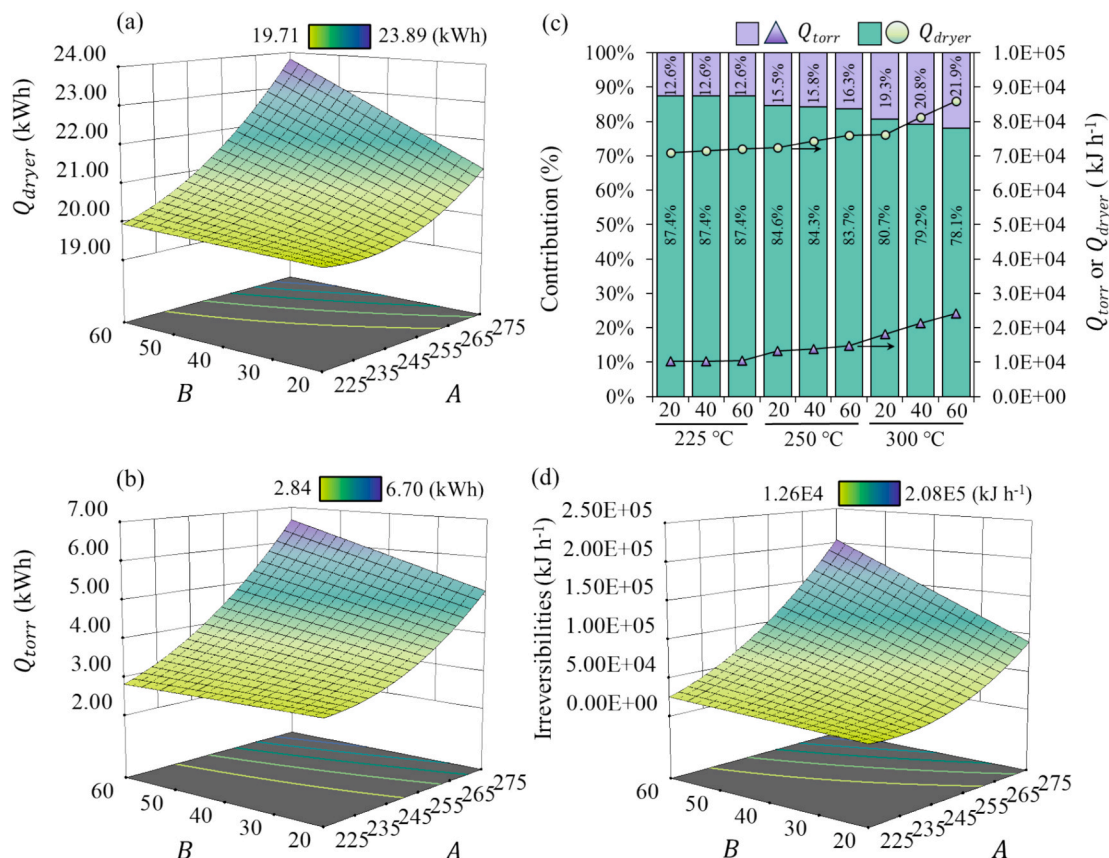 (a)
19.71 23.89 (kWh)
24.00
23.00
22.00
21.00
20.00
19.00
Q_dryer (kWh)
60
50
40
30
20
B
225
235
245
255
265
275
A
(c)
Q_torr Q_dryer
100%
90%
80%
70%
60%
50%
40%
30%
20%
10%
0%
Contribution (%)
12.6% 12.6% 12.6% 15.5% 15.8% 16.3% 19.3% 20.8% 21.9%
87.4% 87.4% 87.4% 84.6% 84.3% 83.7% 80.7% 79.2% 78.1%
1.0E+05
9.0E+04
8.0E+04
7.0E+04
6.0E+04
5.0E+04
4.0E+04
3.0E+04
2.0E+04
1.0E+04
0.0E+00
Q_torr or Q_dryer ( kJ h⁻¹)
20 40 60 20 40 60 20 40 60
225 °C 250 °C 300 °C
(b)
2.84 6.70 (kWh)
7.00
6.00
5.00
4.00
3.00
2.00
Q_torr (kWh)
60
50
40
30
20
B
225
235
245
255
265
275
A
(d)
1.26E4 2.08E5 (kJ h⁻¹)
2.50E+05
2.00E+05
1.50E+05
1.00E+05
5.00E+04
0.00E+00
Irreversibilities (kJ h⁻¹)
60
50
40
30
20
B
225
235
245
255
265
275
A